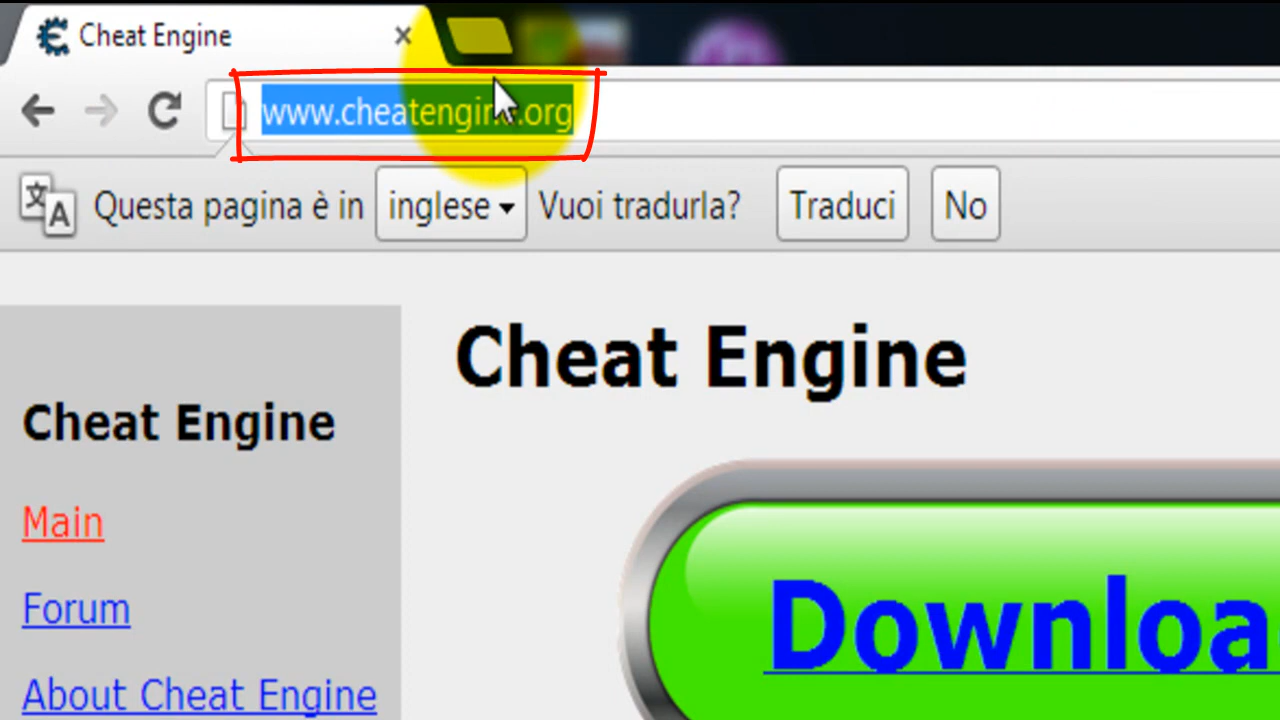 Cheat Engine
www.cheatengine.org
Questa pagina è in inglese Vuoi tradurla? Traduci No
Cheat Engine
Cheat Engine
Main
Forum
About Cheat Engine
Downloa